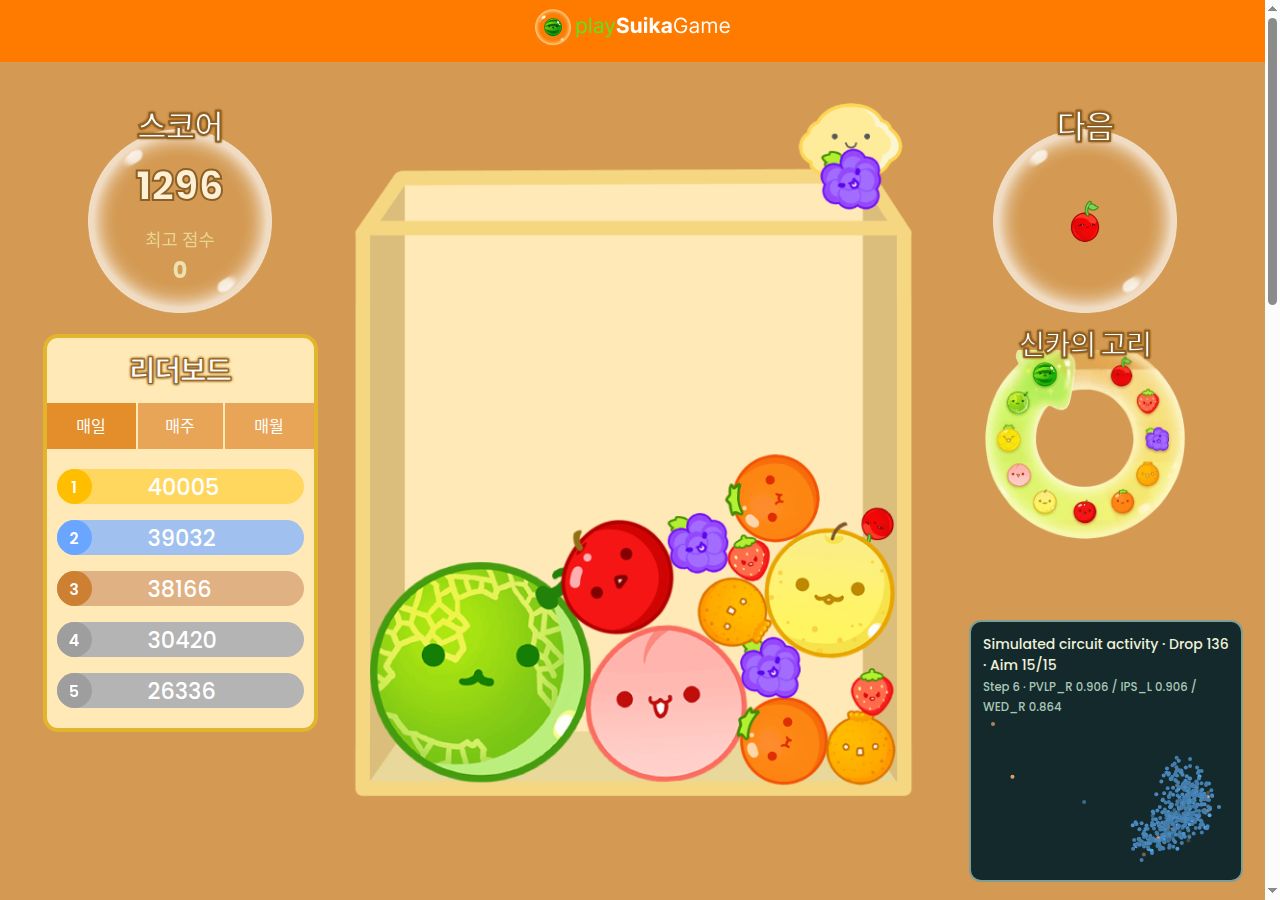 playSuikaGame
스코어
1296
최고 점수
0
리더보드
매일 매주 매월
1 40005
2 39032
3 38166
4 30420
5 26336
다음
신카의 고리
Simulated circuit activity · Drop 136
· Aim 15/15
Step 6 · PVLP_R 0.906 / IPS_L 0.906 /
WED_R 0.864